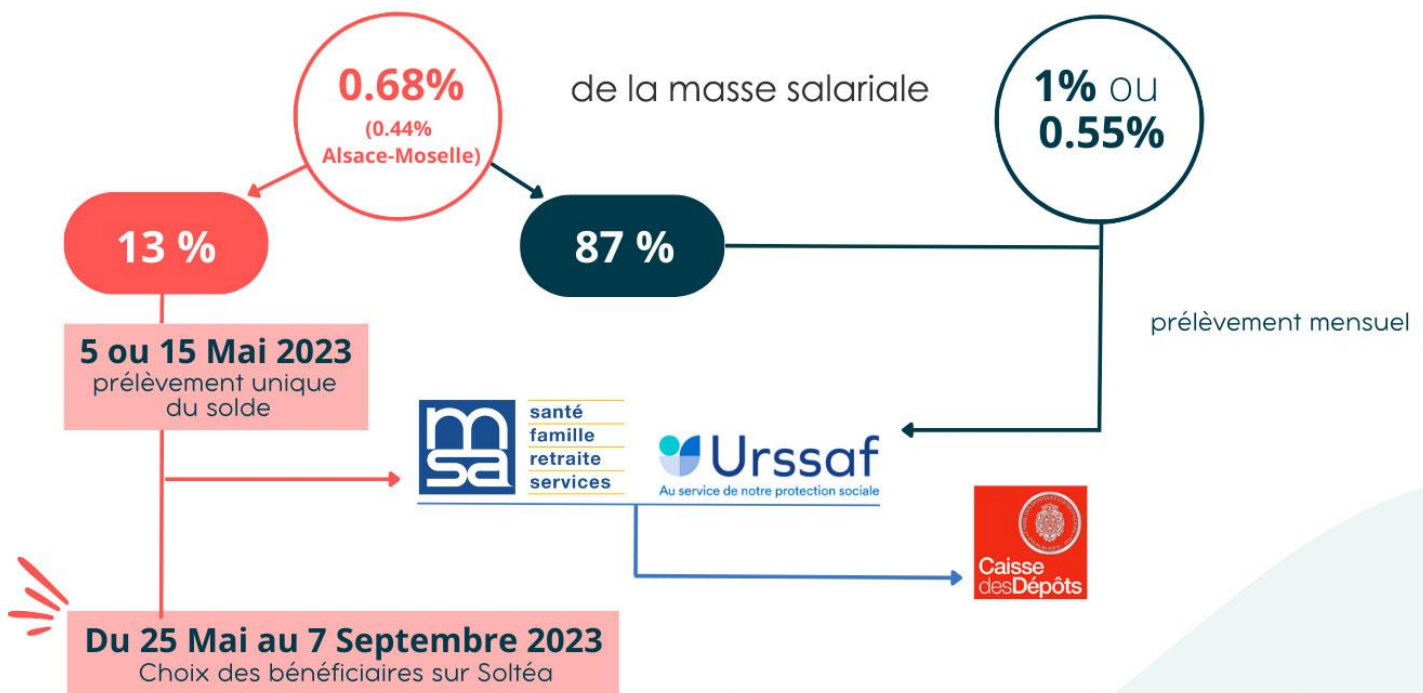 0.68%
(0.44%
Alsace-Moselle)
de la masse salariale
1% ou
0.55%
13 %
87 %
prélèvement mensuel
5 ou 15 Mai 2023
prélèvement unique
du solde
msa
santé
famille
retraite
services
Urssaf
Au service de notre protection sociale
Caisse
desDépôts
Du 25 Mai au 7 Septembre 2023
Choix des bénéficiaires sur Soltéa